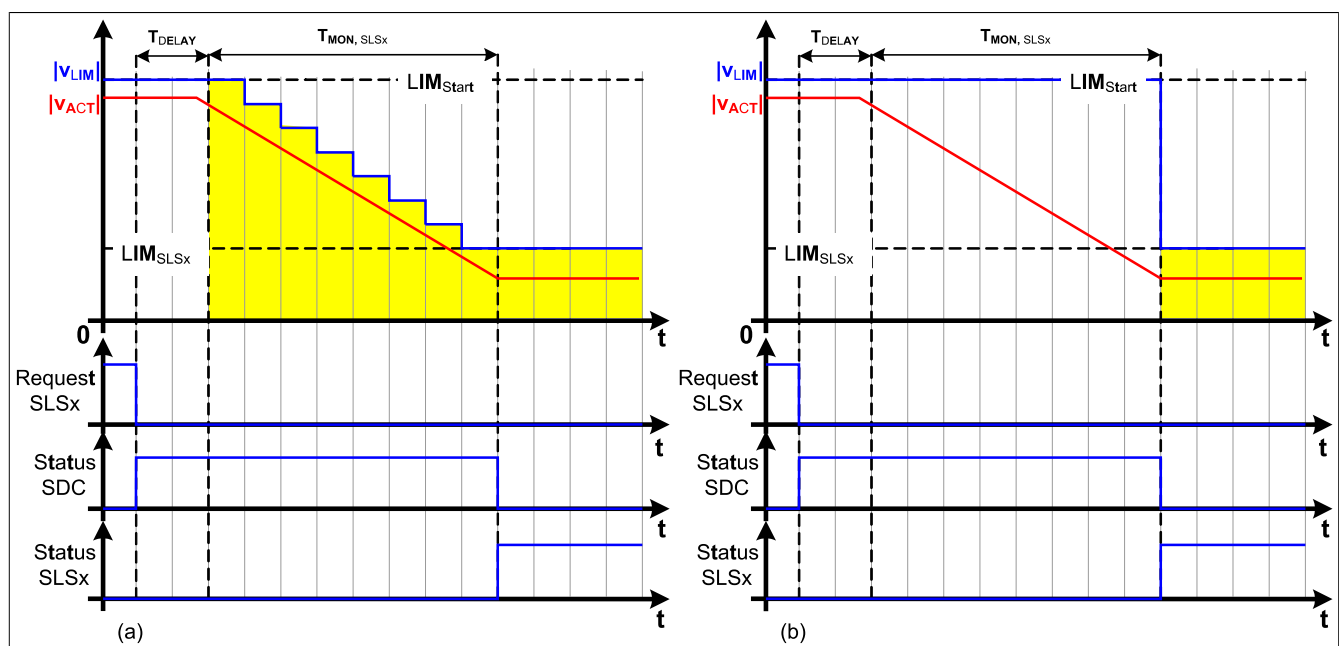 T_DELAY T_MON, SLSx
|v_LIM|
LIM_Start
|v_ACT|
LIM_SLSx
0
t
Request
SLSx
t
Status
SDC
t
Status
SLSx
t
(a)
T_DELAY T_MON, SLSx
|v_LIM|
LIM_Start
|v_ACT|
LIM_SLSx
0
t
Request
SLSx
t
Status
SDC
t
Status
SLSx
t
(b)